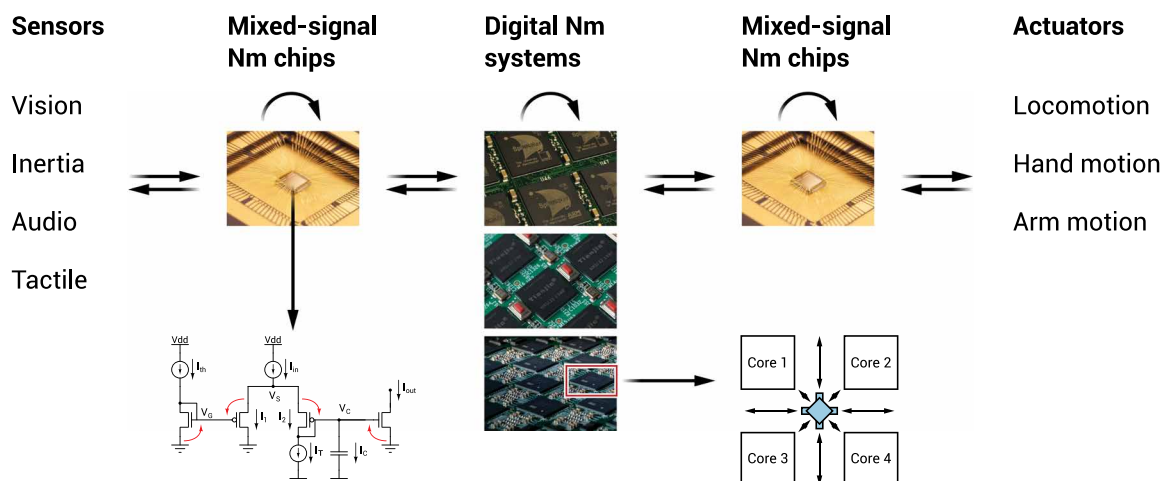 Sensors
Mixed-signal
Nm chips
Digital Nm
systems
Mixed-signal
Nm chips
Actuators
Vision
Inertia
Audio
Tactile
Locomotion
Hand motion
Arm motion
Vdd
Vdd
Ith
Iin
Iout
VS
VG
I1
I2
VC
IT
IC
Core 1
Core 2
Core 3
Core 4